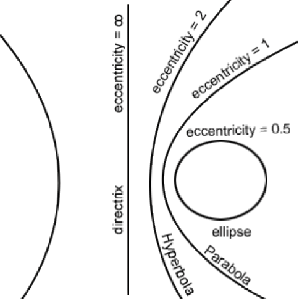 eccentricity = ∞
directrix
eccentricity = 2
eccentricity = 1
eccentricity = 0.5
ellipse
Hyperbola
Parabola